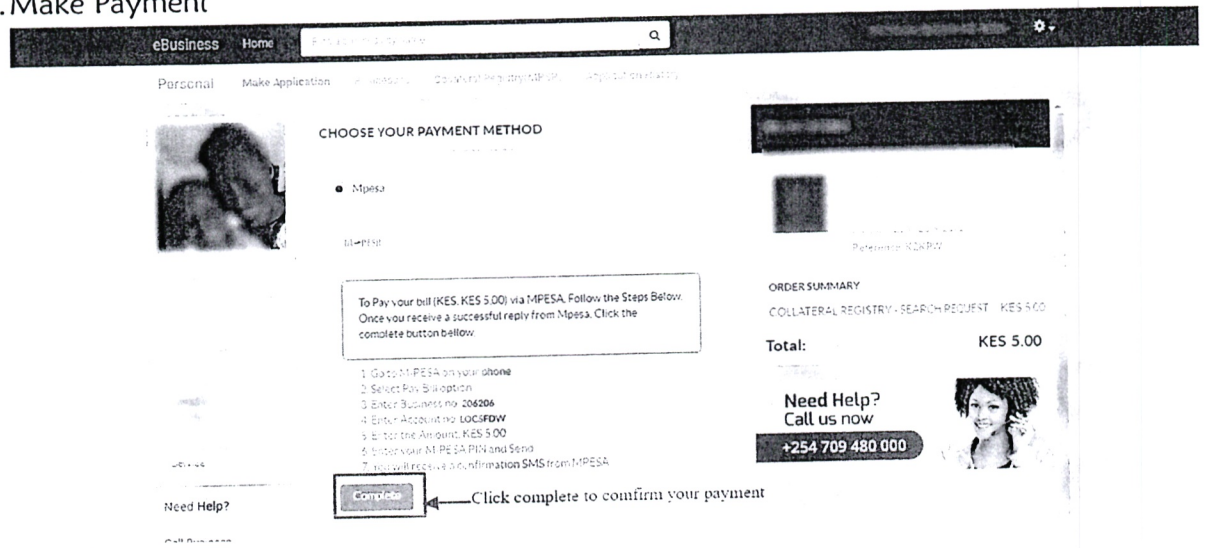 .Make Payment
eBusiness Home
Personal Make Application
CHOOSE YOUR PAYMENT METHOD
Mpesa
To Pay your bill (KES. KES 5.00) via MPESA. Follow the Steps Below.
Once you receive a successful reply from Mpesa. Click the
complete button bellow.
1. Go to M-PESA on your phone
2. Select Pay Bill option
3. Enter Business no. 206206
4. Enter Account no. LOCSFDW
5. Enter the Amount. KES 5.00
6. Enter your M-PESA PIN and Send
7. You will receive a confirmation SMS from MPESA
Complete
Click complete to comfirm your payment
Need Help?
Reference
ORDER SUMMARY
COLLATERAL REGISTRY - SEARCH REQUEST KES 5.00
Total: KES 5.00
Need Help?
Call us now
+254 709 480 000